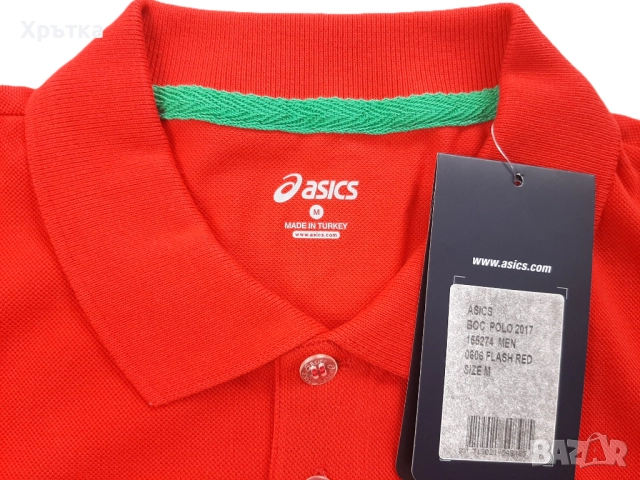 Хрътка
asics
M
MADE IN TURKEY
www.asics.com
www.asics.com
ASICS
BOC POLO 2017
155274 MEN
0606 FLASH RED
SIZE M
BAZAR